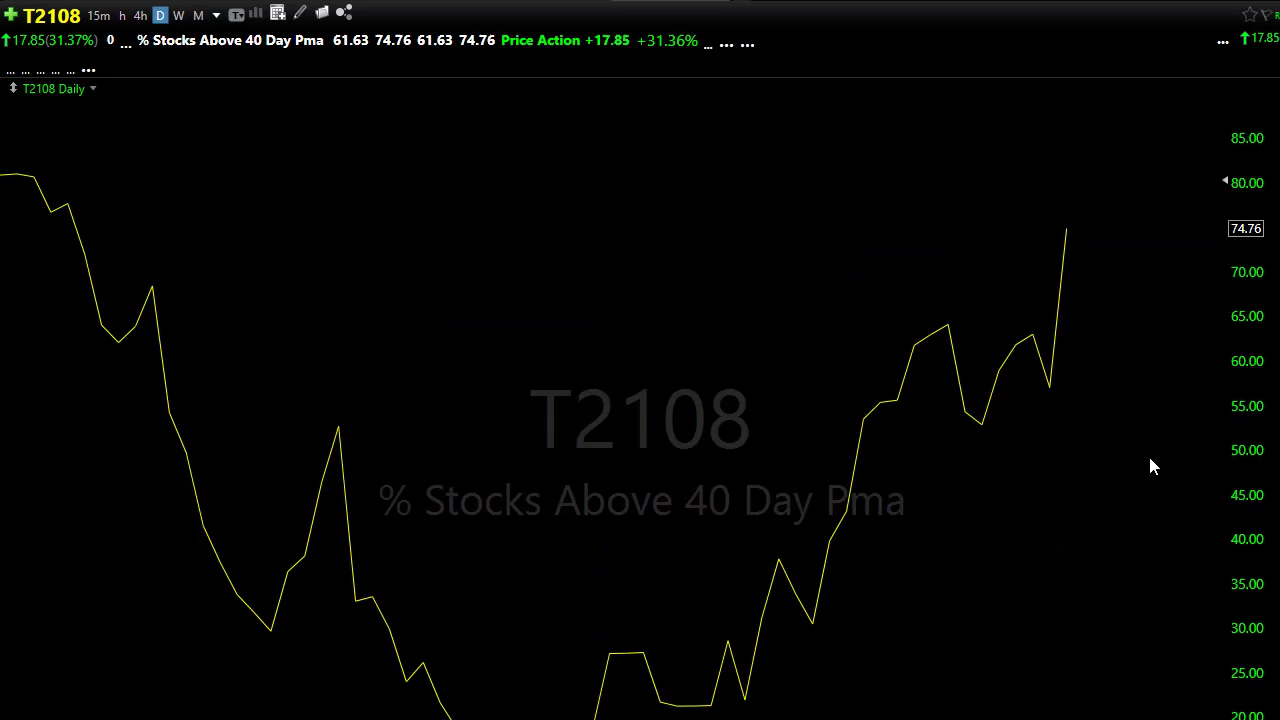 T2108 15m h 4h D W M T
17.85(31.37%) 0 ... % Stocks Above 40 Day Pma 61.63 74.76 61.63 74.76 Price Action +17.85 +31.36% ... ... ... ... 17.85
... ... ... ... ... ...
T2108 Daily
85.00
80.00
74.76
70.00
65.00
60.00
55.00
T2108
50.00
% Stocks Above 40 Day Pma
45.00
40.00
35.00
30.00
25.00
20.00